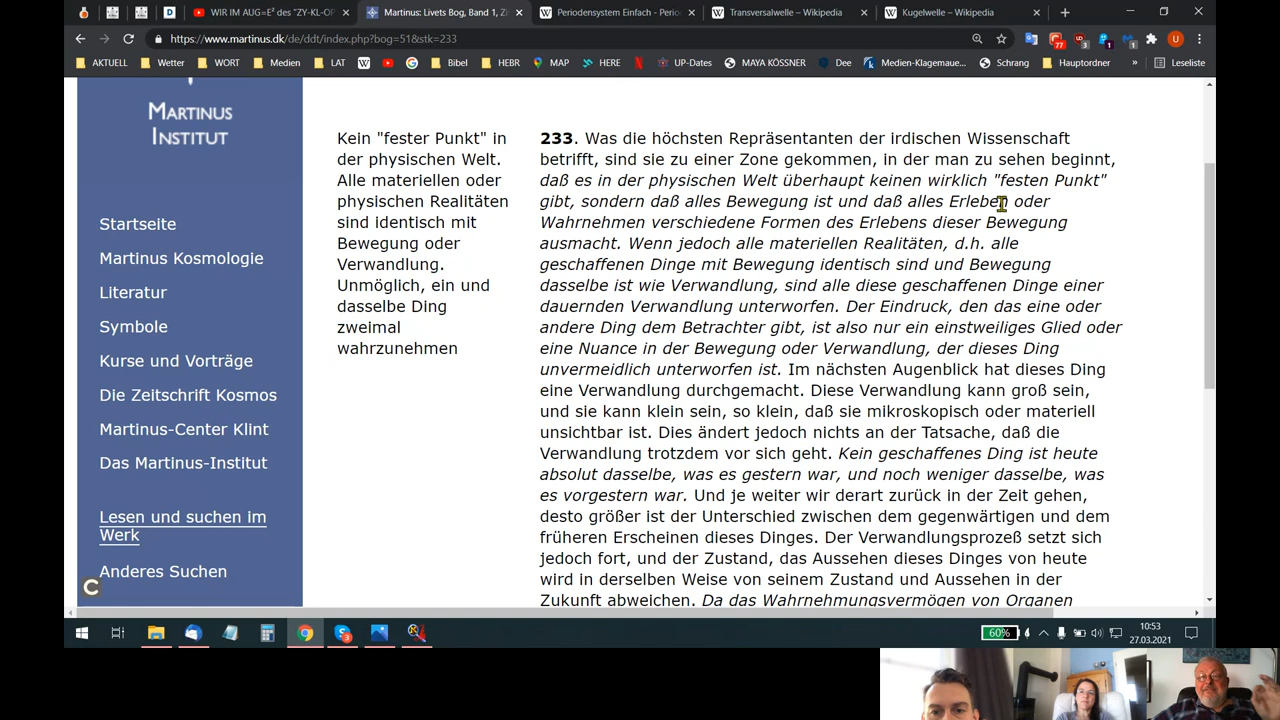 WIR IM AUG=E³ des "ZY-KL-OP
Martinus: Livets Bog, Band 1, Zi
Periodensystem Einfach - Period
Transversalwelle – Wikipedia
Kugelwelle – Wikipedia
https://www.martinus.dk/de/ddt/index.php?bog=51&stk=233
77
3
1
1
U
AKTUELL
Wetter
WORT
Medien
LAT
Bibel
HEBR
MAP
HERE
UP-Dates
MAYA KÖSSNER
Dee
Medien-Klagemaue...
Schrang
Hauptordner
»
Leseliste
MARTINUS
INSTITUT
Startseite
Martinus Kosmologie
Literatur
Symbole
Kurse und Vorträge
Die Zeitschrift Kosmos
Martinus-Center Klint
Das Martinus-Institut
Lesen und suchen im
Werk
Anderes Suchen
C
Kein "fester Punkt" in
der physischen Welt.
Alle materiellen oder
physischen Realitäten
sind identisch mit
Bewegung oder
Verwandlung.
Unmöglich, ein und
dasselbe Ding
zweimal
wahrzunehmen
233. Was die höchsten Repräsentanten der irdischen Wissenschaft
betrifft, sind sie zu einer Zone gekommen, in der man zu sehen beginnt,
daß es in der physischen Welt überhaupt keinen wirklich "festen Punkt"
gibt, sondern daß alles Bewegung ist und daß alles Erleben oder
Wahrnehmen verschiedene Formen des Erlebens dieser Bewegung
ausmacht. Wenn jedoch alle materiellen Realitäten, d.h. alle
geschaffenen Dinge mit Bewegung identisch sind und Bewegung
dasselbe ist wie Verwandlung, sind alle diese geschaffenen Dinge einer
dauernden Verwandlung unterworfen. Der Eindruck, den das eine oder
andere Ding dem Betrachter gibt, ist also nur ein einstweiliges Glied oder
eine Nuance in der Bewegung oder Verwandlung, der dieses Ding
unvermeidlich unterworfen ist. Im nächsten Augenblick hat dieses Ding
eine Verwandlung durchgemacht. Diese Verwandlung kann groß sein,
und sie kann klein sein, so klein, daß sie mikroskopisch oder materiell
unsichtbar ist. Dies ändert jedoch nichts an der Tatsache, daß die
Verwandlung trotzdem vor sich geht. Kein geschaffenes Ding ist heute
absolut dasselbe, was es gestern war, und noch weniger dasselbe, was
es vorgestern war. Und je weiter wir derart zurück in der Zeit gehen,
desto größer ist der Unterschied zwichen dem gegenwärtigen und dem
früheren Erscheinen dieses Dinges. Der Verwandlungsprozeß setzt sich
jedoch fort, und der Zustand, das Aussehen dieses Dinges von heute
wird in derselben Weise von seinem Zustand und Aussehen in der
Zukunft abweichen. Da das Wahrnehmungsvermögen von Organen
3
60%
10:53
27.03.2021